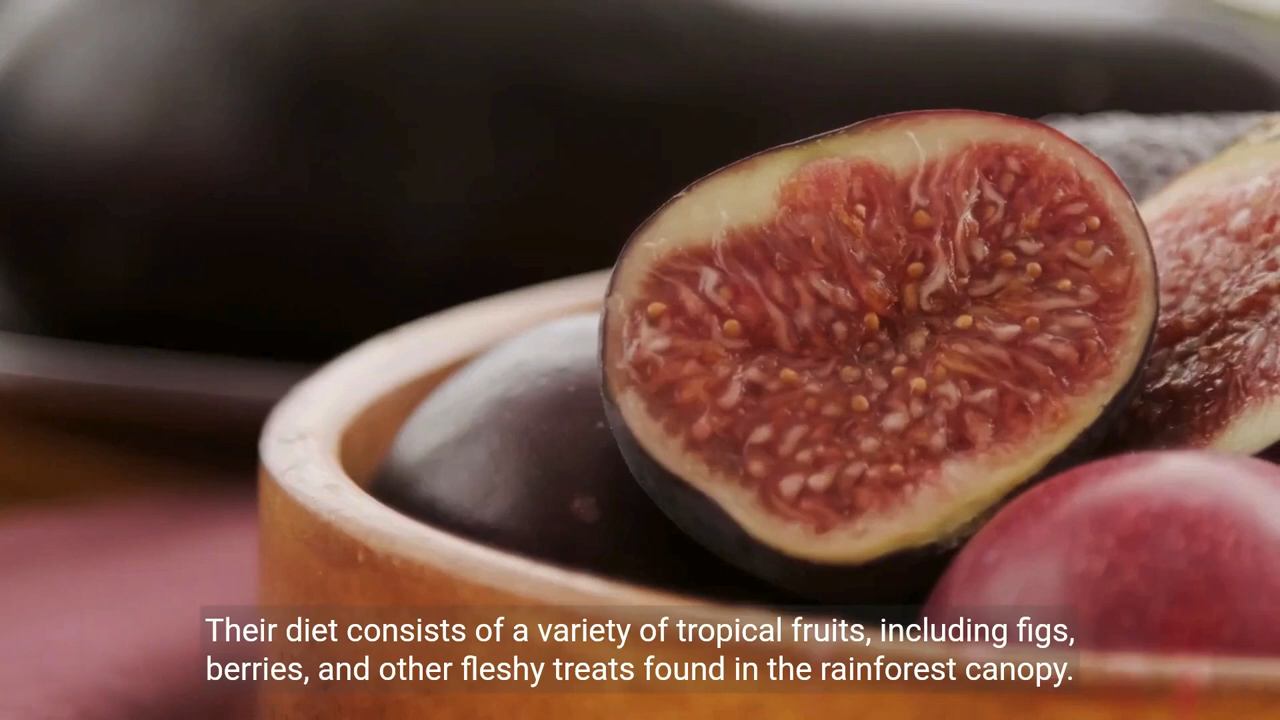 Their diet consists of a variety of tropical fruits, including figs,
berries, and other fleshy treats found in the rainforest canopy.